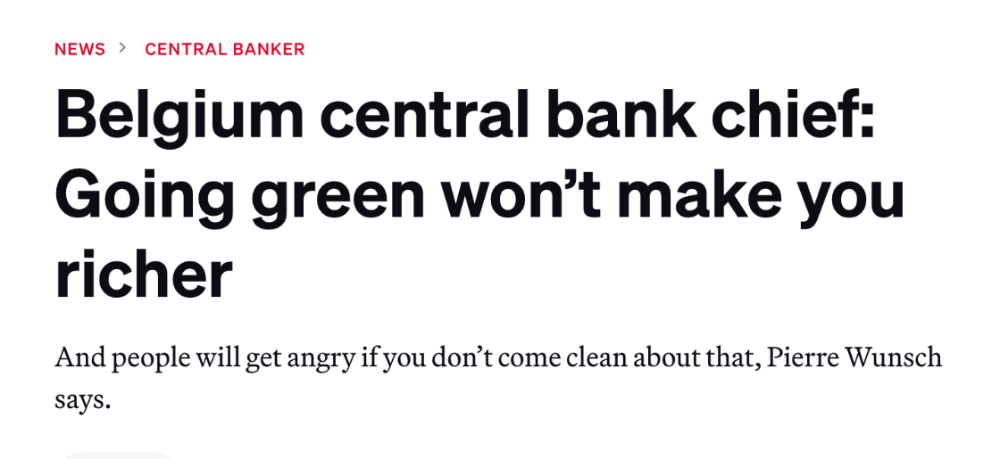 NEWS > CENTRAL BANKER
Belgium central bank chief:
Going green won’t make you
richer
And people will get angry if you don’t come clean about that, Pierre Wunsch
says.